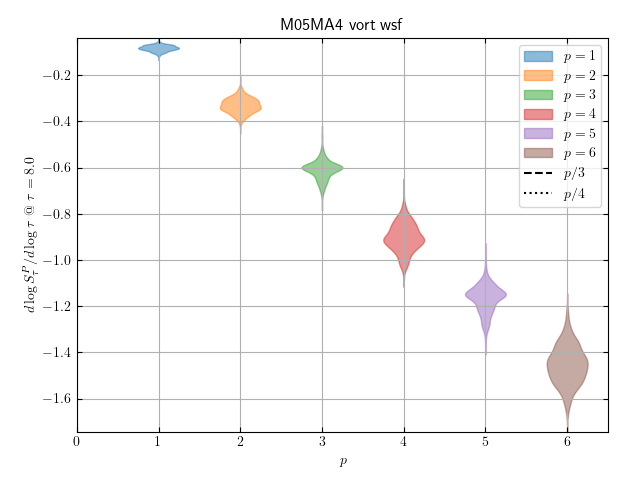 M05MA4 vort wsf
d log S_τ^P / d log τ @ τ = 8.0
−0.2
−0.4
−0.6
−0.8
−1.0
−1.2
−1.4
−1.6
p = 1
p = 2
p = 3
p = 4
p = 5
p = 6
p/3
p/4
0 1 2 3 4 5 6
p